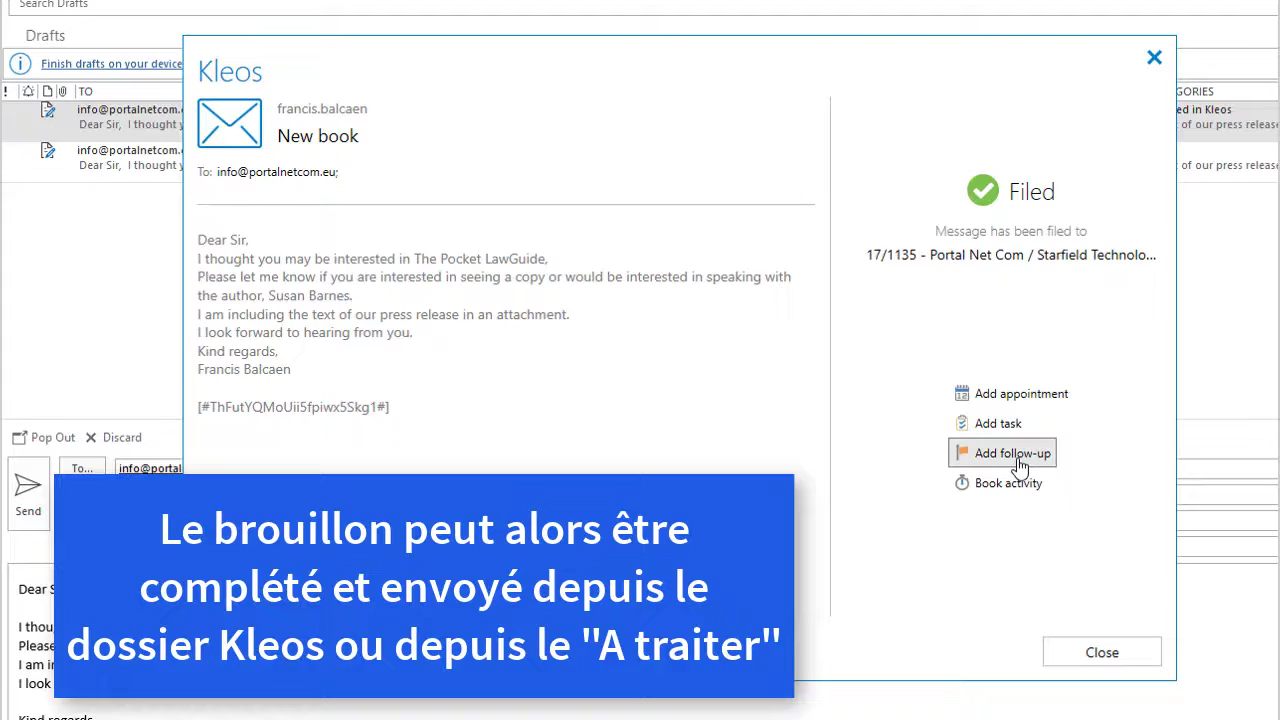 Search Drafts
Drafts
Finish drafts on your device
! TO
GORIES
info@portalnetcom.
Dear Sir, I thought
info@portalnetcom.
Dear Sir, I thought
d in Kleos
t of our press release
t of our press release
Kleos
francis.balcaen
New book
To: info@portalnetcom.eu;
Dear Sir,
I thought you may be interested in The Pocket LawGuide,
Please let me know if you are interested in seeing a copy or would be interested in speaking with
the author, Susan Barnes.
I am including the text of our press release in an attachment.
I look forward to hearing from you.
Kind regards,
Francis Balcaen
[#ThFutYQMoUii5fpiwx5Skg1#]
Filed
Message has been filed to
17/1135 - Portal Net Com / Starfield Technolo...
Add appointment
Add task
Add follow-up
Book activity
Close
Pop Out Discard
Send
To...
info@portal
Dear S
I thou
Please
I am i
I look
Kind regards
Le brouillon peut alors être
complété et envoyé depuis le
dossier Kleos ou depuis le "A traiter"